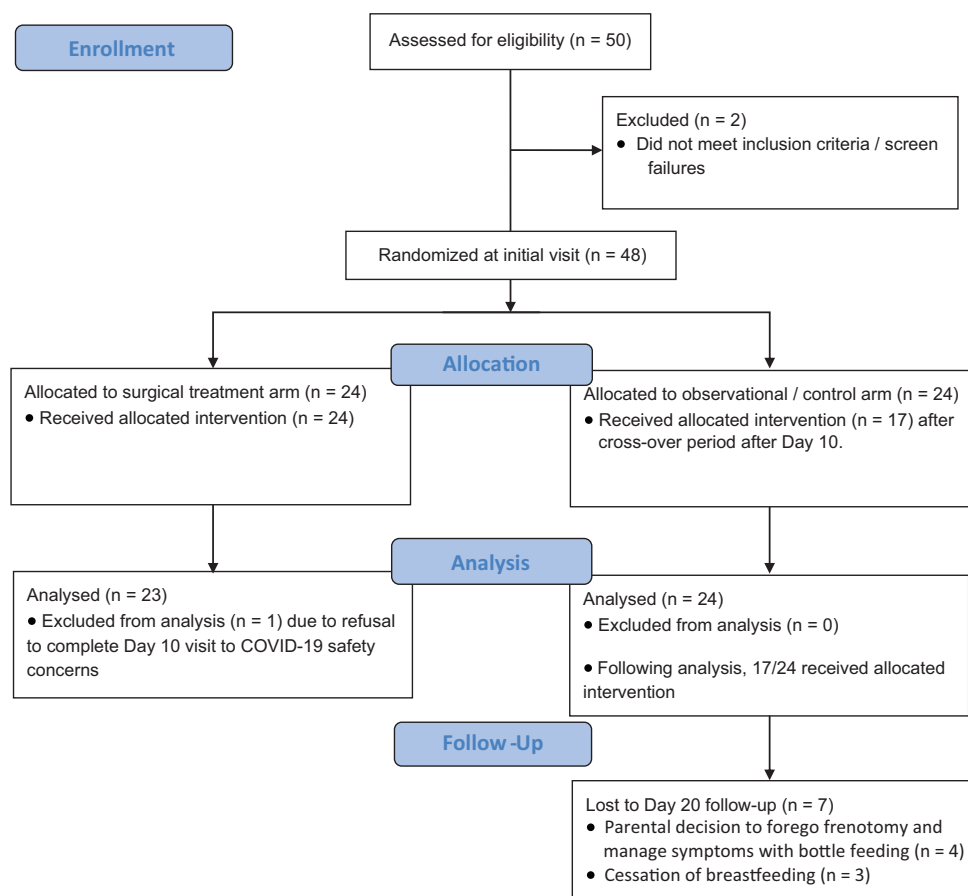 Enrollment
Assessed for eligibility (n = 50)
Excluded (n = 2)
● Did not meet inclusion criteria / screen
failures
Randomized at initial visit (n = 48)
Allocation
Allocated to surgical treatment arm (n = 24)
● Received allocated intervention (n = 24)
Allocated to observational / control arm (n = 24)
● Received allocated intervention (n = 17) after
cross-over period after Day 10.
Analysis
Analysed (n = 23)
● Excluded from analysis (n = 1) due to refusal
to complete Day 10 visit to COVID-19 safety
concerns
Analysed (n = 24)
● Excluded from analysis (n = 0)
● Following analysis, 17/24 received allocated
intervention
Follow -Up
Lost to Day 20 follow-up (n = 7)
● Parental decision to forego frenotomy and
manage symptoms with bottle feeding (n = 4)
● Cessation of breastfeeding (n = 3)